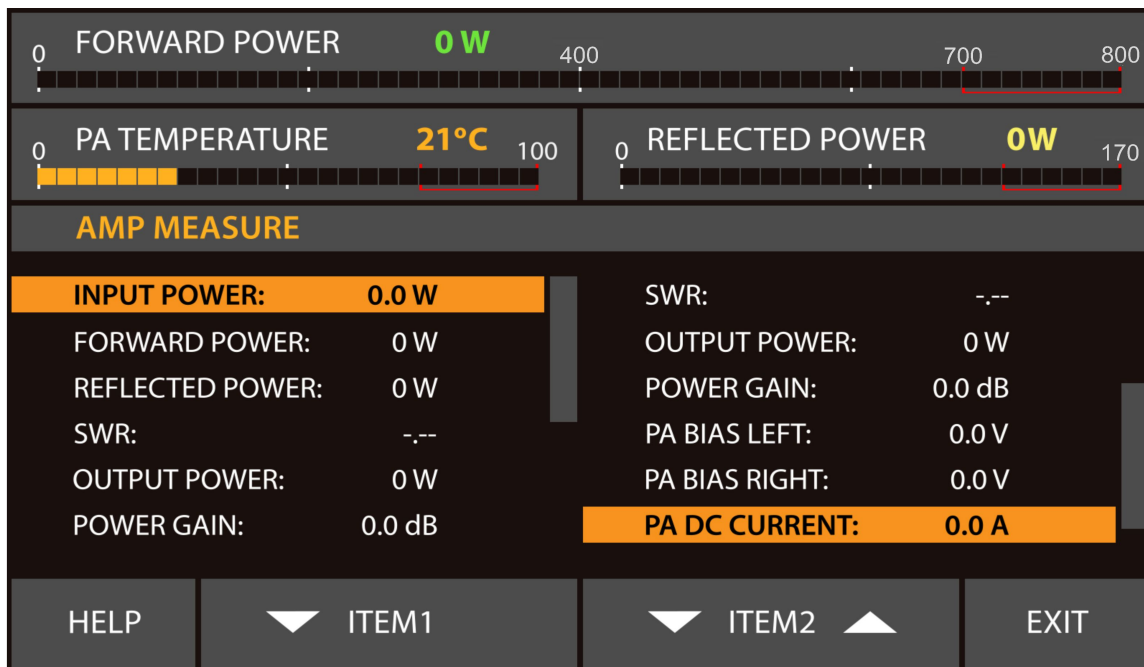 FORWARD POWER 0 W
0 400 700 800
PA TEMPERATURE 21°C
0 100
REFLECTED POWER 0W
0 170
AMP MEASURE
INPUT POWER: 0.0 W
FORWARD POWER: 0 W
REFLECTED POWER: 0 W
SWR: -.--
OUTPUT POWER: 0 W
POWER GAIN: 0.0 dB
SWR: -.--
OUTPUT POWER: 0 W
POWER GAIN: 0.0 dB
PA BIAS LEFT: 0.0 V
PA BIAS RIGHT: 0.0 V
PA DC CURRENT: 0.0 A
HELP
ITEM1
ITEM2
EXIT